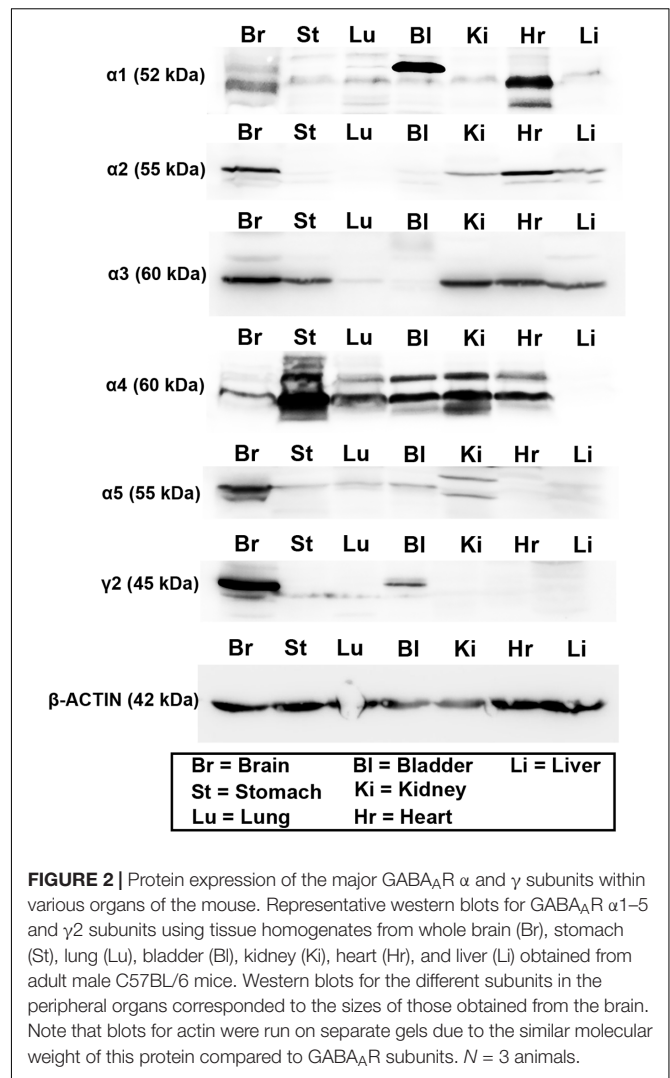 Br St Lu Bl Ki Hr Li
α1 (52 kDa)
Br St Lu Bl Ki Hr Li
α2 (55 kDa)
Br St Lu Bl Ki Hr Li
α3 (60 kDa)
Br St Lu Bl Ki Hr Li
α4 (60 kDa)
Br St Lu Bl Ki Hr Li
α5 (55 kDa)
Br St Lu Bl Ki Hr Li
γ2 (45 kDa)
Br St Lu Bl Ki Hr Li
β-ACTIN (42 kDa)
Br = Brain Bl = Bladder Li = Liver
St = Stomach Ki = Kidney
Lu = Lung Hr = Heart
FIGURE 2 | Protein expression of the major GABA_AR α and γ subunits within
various organs of the mouse. Representative western blots for GABA_AR α1–5
and γ2 subunits using tissue homogenates from whole brain (Br), stomach
(St), lung (Lu), bladder (Bl), kidney (Ki), heart (Hr), and liver (Li) obtained from
adult male C57BL/6 mice. Western blots for the different subunits in the
peripheral organs corresponded to the sizes of those obtained from the brain.
Note that blots for actin were run on separate gels due to the similar molecular
weight of this protein compared to GABA_AR subunits. N = 3 animals.